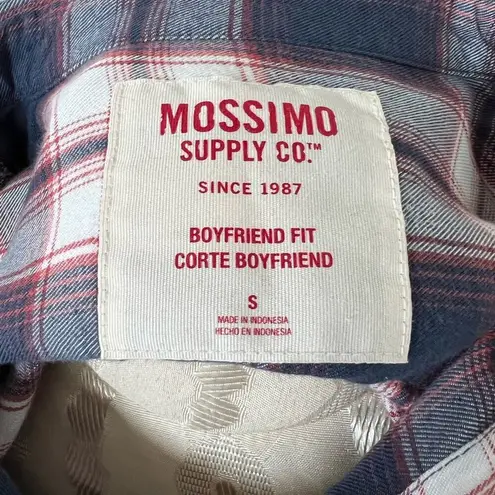 MOSSIMO
SUPPLY CO.™
SINCE 1987
BOYFRIEND FIT
CORTE BOYFRIEND
S
MADE IN INDONESIA
HECHO EN INDONESIA